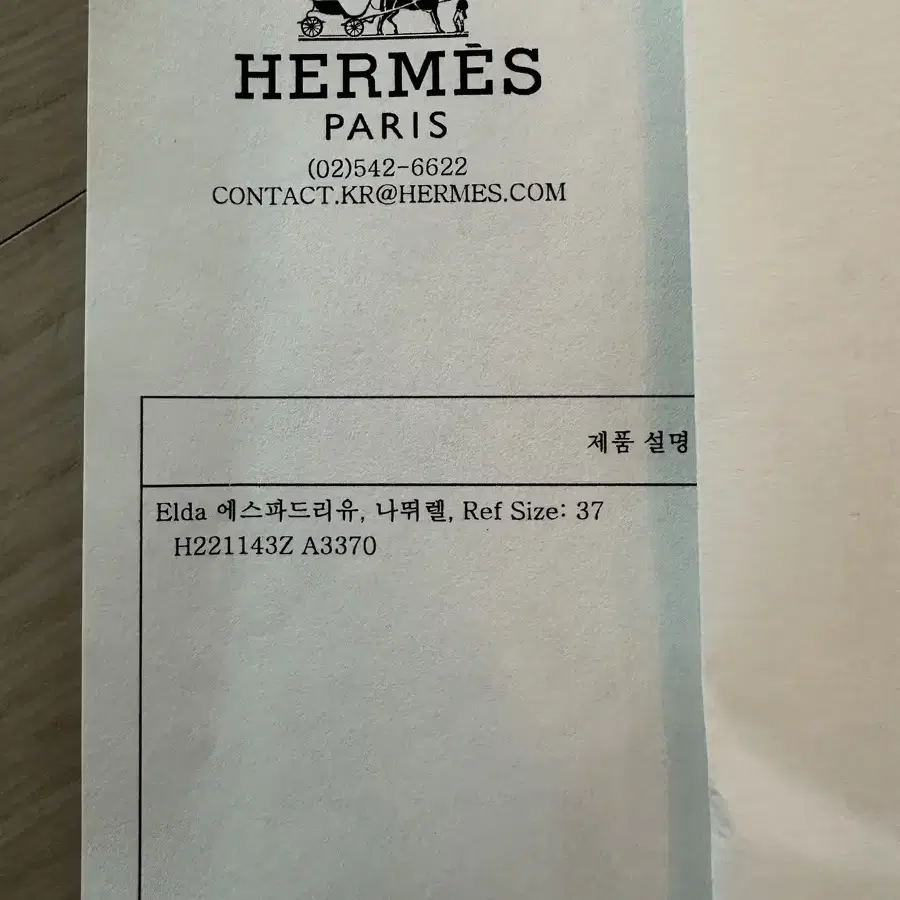 HERMÈS
PARIS
(02)542-6622
CONTACT.KR@HERMES.COM
제품 설명
Elda 에스파드리유, 나뛰렐, Ref Size: 37
H221143Z A3370